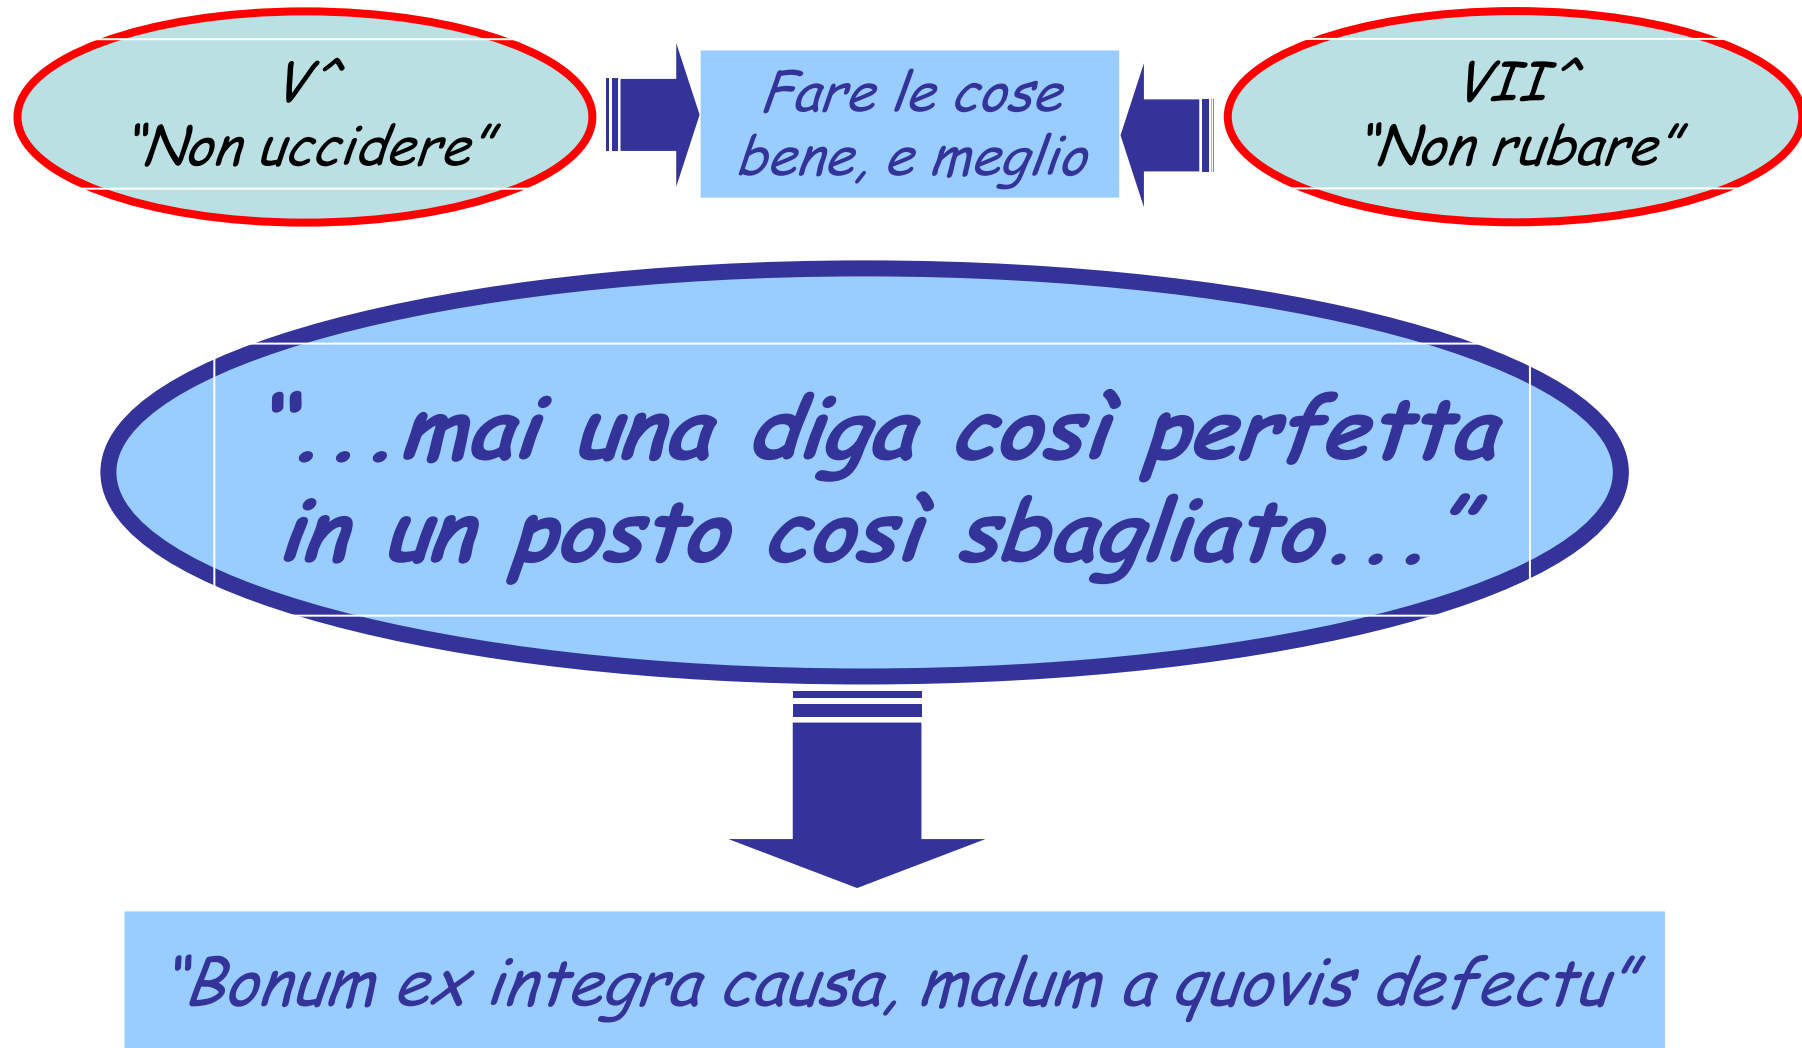 V^
“Non uccidere”
Fare le cose
bene, e meglio
VII^
“Non rubare”
“...mai una diga così perfetta
in un posto così sbagliato...”
“Bonum ex integra causa, malum a quovis defectu”